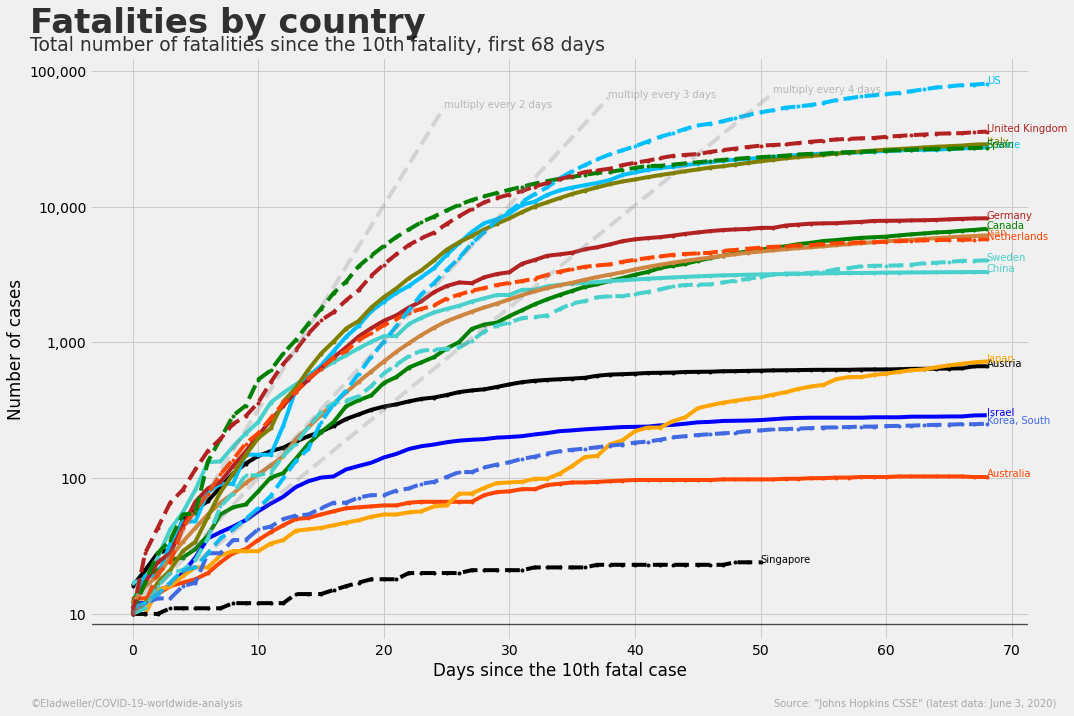 Fatalities by country
Total number of fatalities since the 10th fatality, first 68 days
100,000
10,000
1,000
100
10
Number of cases
multiply every 2 days
multiply every 3 days
multiply every 4 days
US
United Kingdom
Italy
Spain
Germany
Canada
Iran
Netherlands
Sweden
China
Japan
Austria
Israel
Korea, South
Australia
Singapore
0
10
20
30
40
50
60
70
Days since the 10th fatal case
©Eladweller/COVID-19-worldwide-analysis
Source: "Johns Hopkins CSSE" (latest data: June 3, 2020)